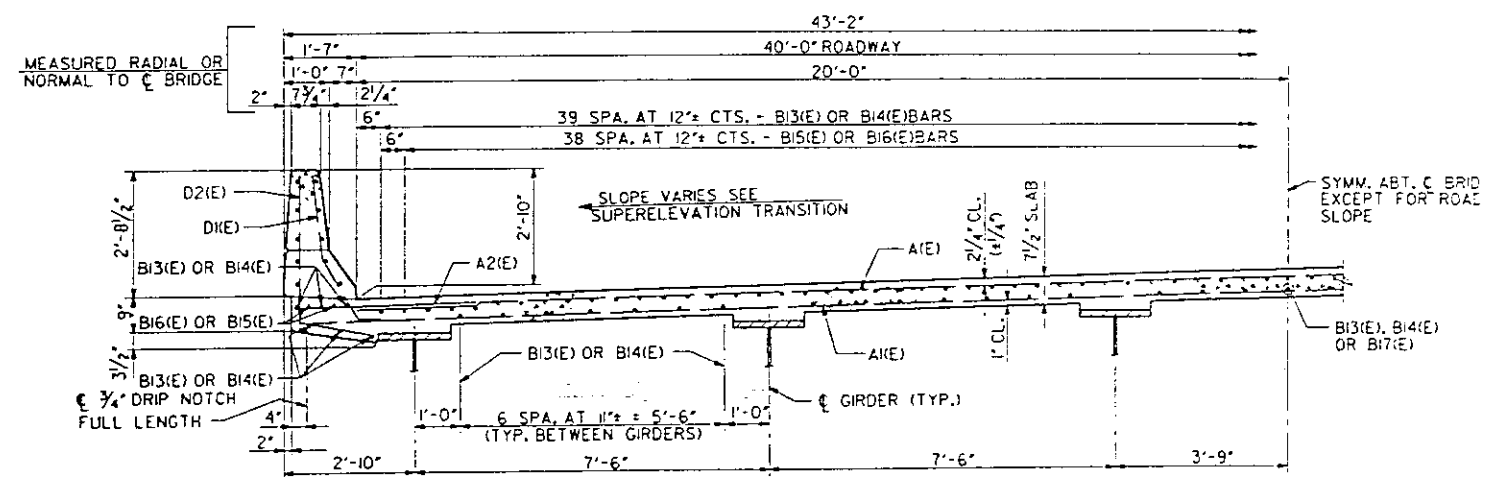 43'-2"
1'-7"
40'-0" ROADWAY
MEASURED RADIAL OR
NORMAL TO ℄ BRIDGE
1'-0"
7"
20'-0"
2"
7¾"
2¼"
6"
39 SPA. AT 12"± CTS. - B13(E) OR B14(E)BARS
6"
38 SPA. AT 12"± CTS. - B15(E) OR B16(E)BARS
D2(E)
D1(E)
2'-8½"
2'-10"
SLOPE VARIES SEE
SUPERELEVATION TRANSITION
2¼" CL.
(±¼")
7½" SLAB
SYMM. ABT. ℄ BRID
EXCEPT FOR ROAD
SLOPE
B13(E) OR B14(E)
A2(E)
A(E)
9"
B16(E) OR B15(E)
3½"
B13(E) OR B14(E)
B13(E) OR B14(E)
A1(E)
1" CL.
B13(E), B14(E)
OR B17(E)
℄ ¾" DRIP NOTCH
FULL LENGTH
4"
2"
1'-0"
6 SPA. AT 11"± = 5'-6"
(TYP. BETWEEN GIRDERS)
1'-0"
℄ GIRDER (TYP.)
2'-10"
7'-6"
7'-6"
3'-9"